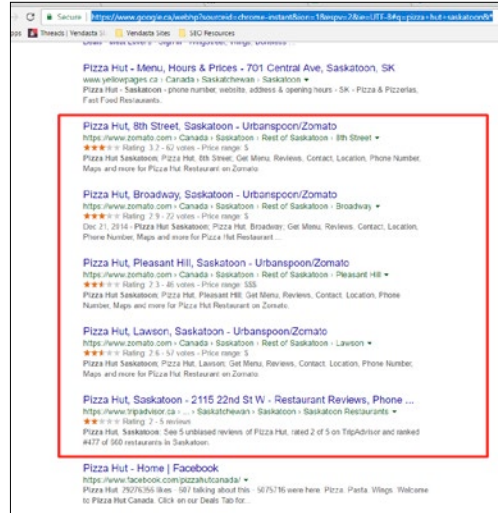 Secure https://www.google.ca/webhp?sourceid=chrome-instant&ion=1&espv=2&ie=UTF-8#q=pizza+hut+saskatoon&*
Threads | Vendasta Vendasta Sites SEO Resources
Pizza Hut - Menu, Hours & Prices - 701 Central Ave, Saskatoon, SK
www.yellowpages.ca › Canada › Saskatchewan › Saskatoon
Pizza Hut - Saskatoon - phone number, website, address & opening hours - SK - Pizza & Pizzerias,
Fast Food Restaurants.
Pizza Hut, 8th Street, Saskatoon - Urbanspoon/Zomato
https://www.zomato.com › Canada › Saskatoon › Rest of Saskatoon › 8th Street
Rating: 3.2 - 62 votes - Price range: $
Pizza Hut Saskatoon; Pizza Hut, 8th Street; Get Menu, Reviews, Contact, Location, Phone Number,
Maps and more for Pizza Hut Restaurant on Zomato
Pizza Hut, Broadway, Saskatoon - Urbanspoon/Zomato
https://www.zomato.com › Canada › Saskatoon › Rest of Saskatoon › Broadway
Rating: 2.9 - 22 votes - Price range: $
Dec 21, 2014 - Pizza Hut Saskatoon; Pizza Hut, Broadway; Get Menu, Reviews, Contact, Location,
Phone Number, Maps and more for Pizza Hut Restaurant ...
Pizza Hut, Pleasant Hill, Saskatoon - Urbanspoon/Zomato
https://www.zomato.com › Canada › Saskatoon › Rest of Saskatoon › Pleasant Hill
Rating: 2.3 - 46 votes - Price range: $$$
Pizza Hut Saskatoon; Pizza Hut, Pleasant Hill; Get Menu, Reviews, Contact, Location, Phone
Number, Maps and more for Pizza Hut Restaurant on Zomato.
Pizza Hut, Lawson, Saskatoon - Urbanspoon/Zomato
https://www.zomato.com › Canada › Saskatoon › Rest of Saskatoon › Lawson
Rating: 2.6 - 57 votes - Price range: $
Pizza Hut Saskatoon; Pizza Hut, Lawson; Get Menu, Reviews, Contact, Location, Phone Number,
Maps and more for Pizza Hut Restaurant on Zomato.
Pizza Hut, Saskatoon - 2115 22nd St W - Restaurant Reviews, Phone ...
https://www.tripadvisor.ca › ... › Saskatchewan › Saskatoon › Saskatoon Restaurants
Rating: 2 - 5 reviews
Pizza Hut, Saskatoon: See 5 unbiased reviews of Pizza Hut, rated 2 of 5 on TripAdvisor and ranked
#477 of 560 restaurants in Saskatoon.
Pizza Hut - Home | Facebook
https://www.facebook.com/pizzahutcanada/
Pizza Hut. 29276355 likes · 507 talking about this · 5075716 were here. Pizza. Pasta. Wings. Welcome
to Pizza Hut Canada. Click on our Deals Tab for...